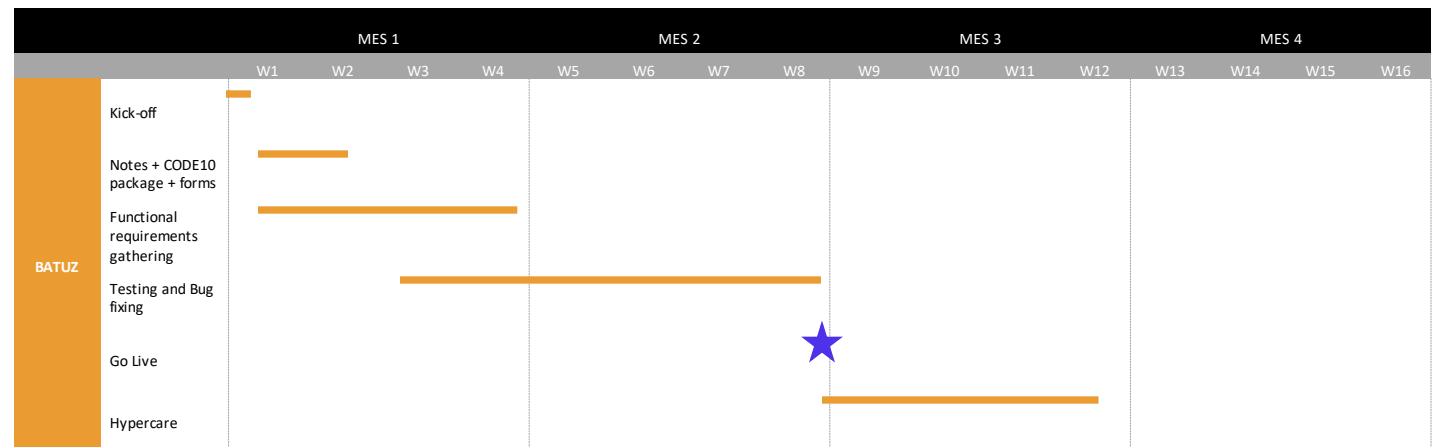 MES 1 MES 2 MES 3 MES 4
W1 W2 W3 W4 W5 W6 W7 W8 W9 W10 W11 W12 W13 W14 W15 W16
BATUZ
Kick-off
Notes + CODE10
package + forms
Functional
requirements
gathering
Testing and Bug
fixing
Go Live
Hypercare